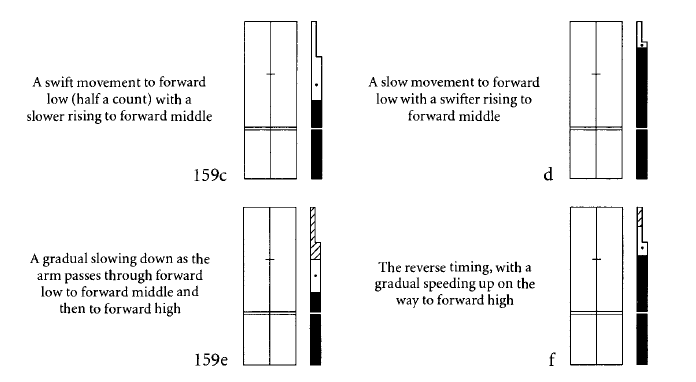 A swift movement to forward
low (half a count) with a
slower rising to forward middle
159c
A slow movement to forward
low with a swifter rising to
forward middle
d
A gradual slowing down as the
arm passes through forward
low to forward middle and
then to forward high
159e
The reverse timing, with a
gradual speeding up on the
way to forward high
f